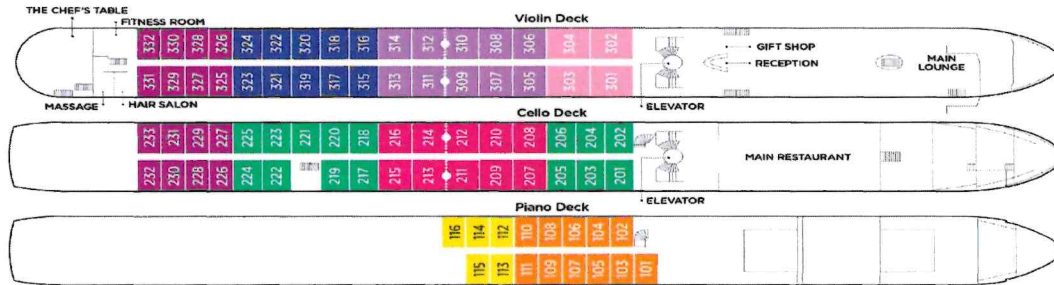 THE CHEF'S TABLE
FITNESS ROOM
Violin Deck
332 330 328 326 324 322 320 318 316 314 312 310 308 306 304 302
GIFT SHOP
RECEPTION
MAIN LOUNGE
331 329 327 325 323 321 319 317 315 313 311 309 307 305 303 301
MASSAGE
HAIR SALON
ELEVATOR
Cello Deck
233 231 229 227 225 223 221 220 218 216 214 212 210 208 206 204 202
MAIN RESTAURANT
232 230 228 226 224 222 219 217 215 213 211 209 207 205 203 201
ELEVATOR
Piano Deck
116 114 112 110 108 106 104 102
115 113 111 109 107 105 103 101